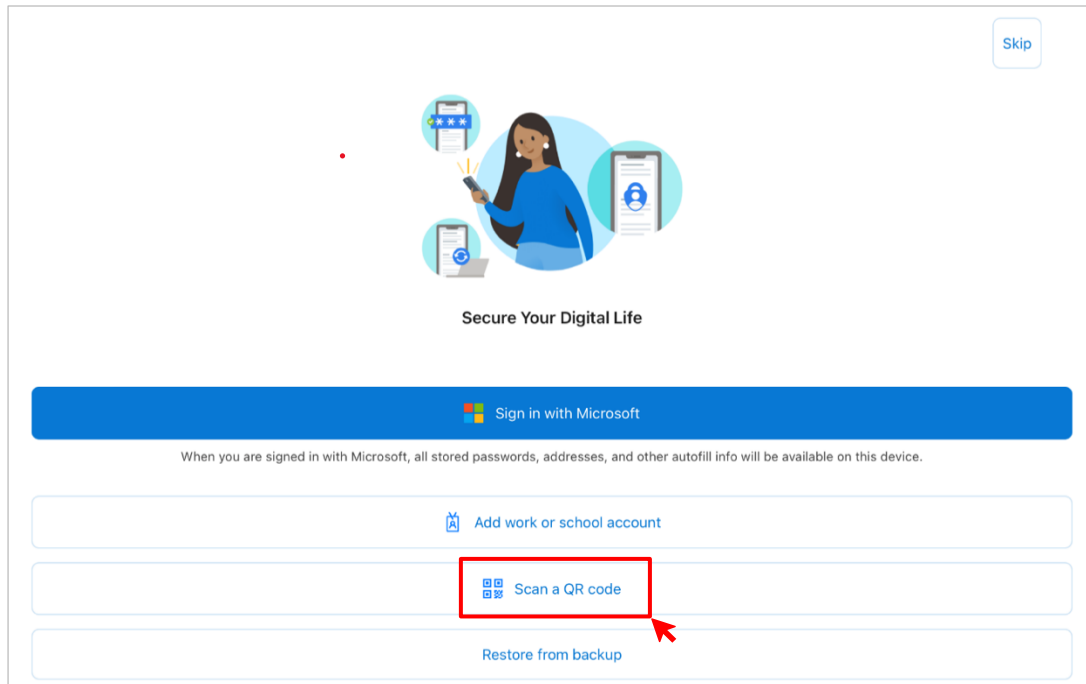 Skip
***
Secure Your Digital Life
Sign in with Microsoft
When you are signed in with Microsoft, all stored passwords, addresses, and other autofill info will be available on this device.
Add work or school account
Scan a QR code
Restore from backup